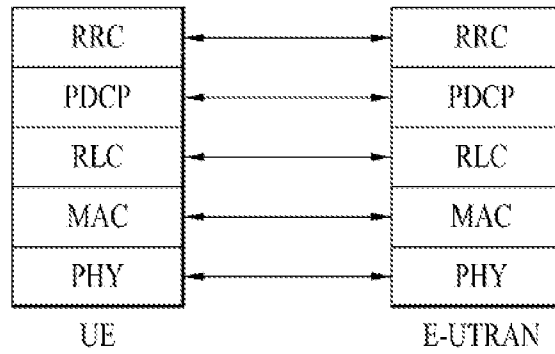 RRC RRC
PDCP PDCP
RLC RLC
MAC MAC
PHY PHY
UE E-UTRAN